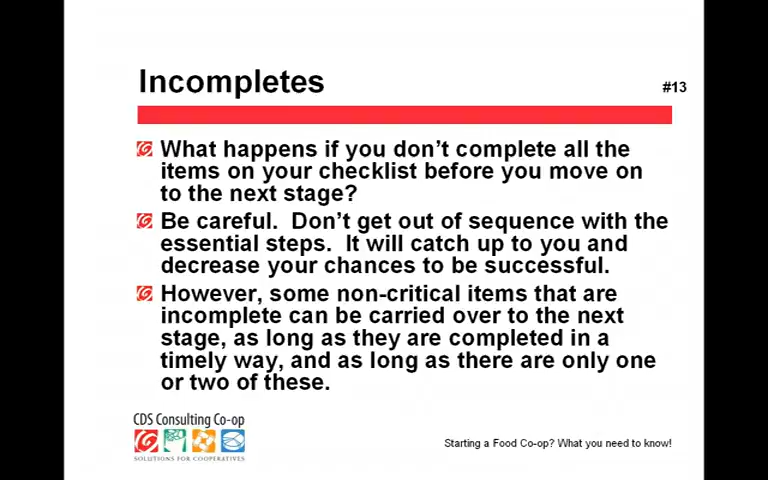 Incompletes
#13
What happens if you don't complete all the
items on your checklist before you move on
to the next stage?
Be careful.  Don't get out of sequence with the
essential steps.  It will catch up to you and
decrease your chances to be successful.
However, some non-critical items that are
incomplete can be carried over to the next
stage, as long as they are completed in a
timely way, and as long as there are only one
or two of these.
CDS Consulting Co-op
SOLUTIONS FOR COOPERATIVES
Starting a Food Co-op? What you need to know!